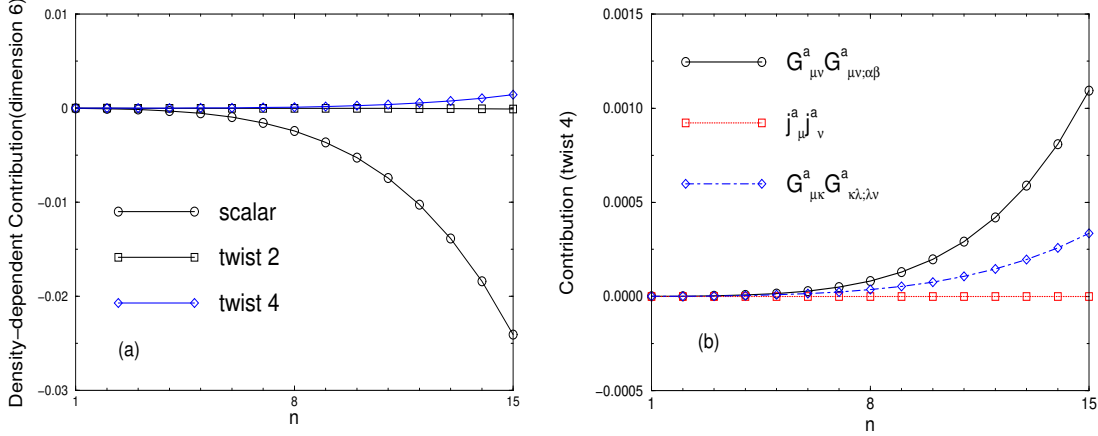 Density−dependent Contribution(dimension 6)
0.01
0
−0.01
−0.02
−0.03
scalar
twist 2
twist 4
(a)
1
8
15
n
Contribution (twist 4)
0.0015
0.0010
0.0005
0.0000
−0.0005
G^a_μν G^a_μν;αβ
j^a_μ j^a_ν
G^a_μκ G^a_κλ;λν
(b)
1
8
15
n